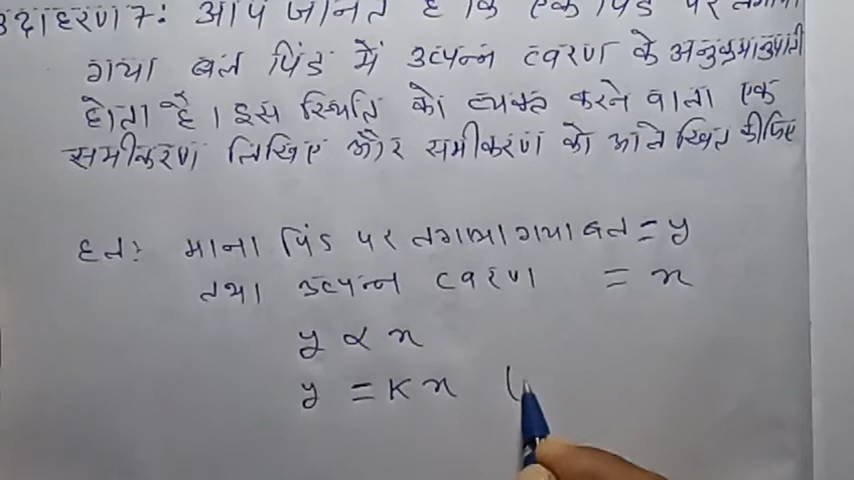 उदाहरण 7: आप जानते हैं कि एक पिंड पर लगाया
गया बल पिंड में उत्पन्न त्वरण के अनुक्रमानुपाती
होता है। इस स्थिति को व्यक्त करने वाला एक
समीकरण लिखिए और समीकरण को आलेखित कीजिए
हल: माना पिंड पर लगाया गया बल = y
तथा उत्पन्न त्वरण = x
y ∝ x
y = Kx (